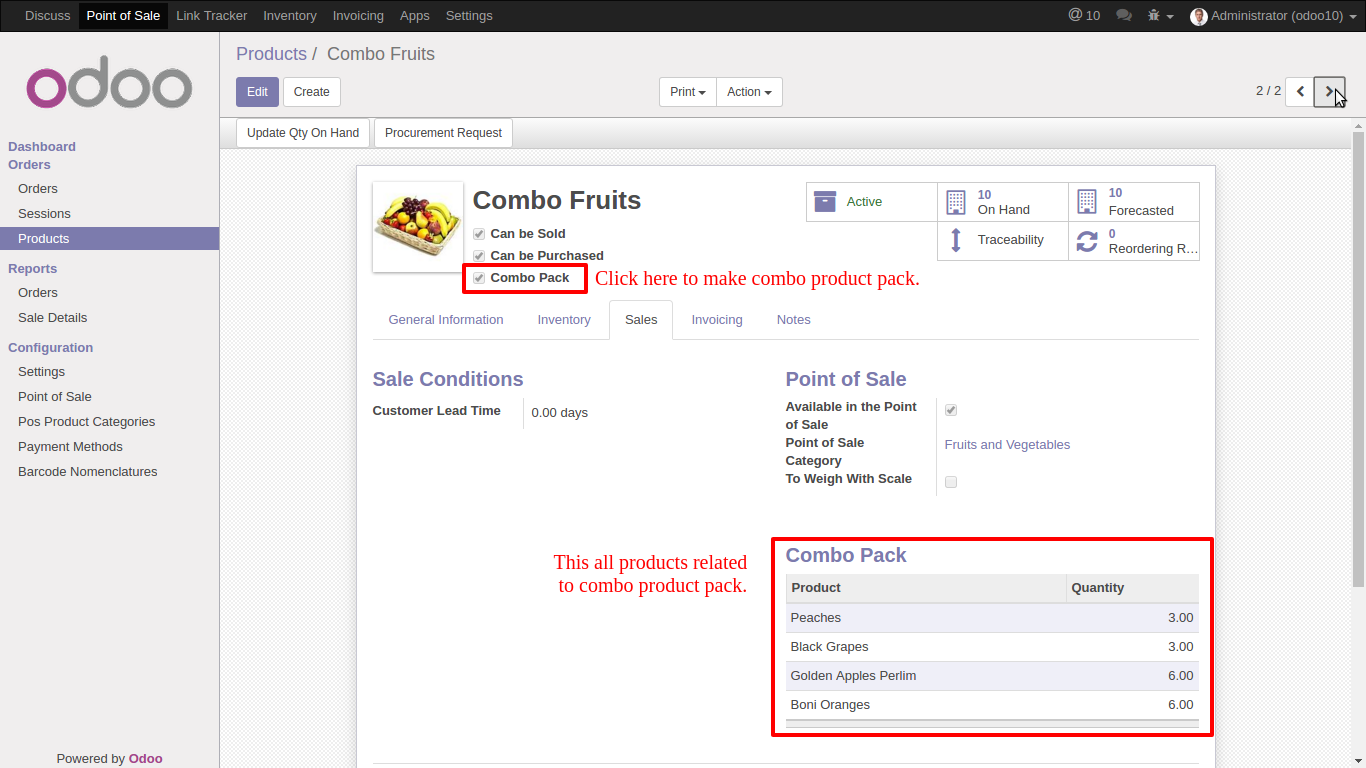 Discuss Point of Sale Link Tracker Inventory Invoicing Apps Settings @ 10 Administrator (odoo10)
odoo
Products / Combo Fruits
Edit Create Print Action 2 / 2
Update Qty On Hand Procurement Request
Dashboard
Orders
Orders
Sessions
Products
Reports
Orders
Sale Details
Configuration
Settings
Point of Sale
Pos Product Categories
Payment Methods
Barcode Nomenclatures
Powered by Odoo
Combo Fruits
Can be Sold
Can be Purchased
Combo Pack
Click here to make combo product pack.
Active
10
On Hand
10
Forecasted
Traceability
0
Reordering R...
General Information Inventory Sales Invoicing Notes
Sale Conditions
Customer Lead Time 0.00 days
Point of Sale
Available in the Point
of Sale
Point of Sale
Category
Fruits and Vegetables
To Weigh With Scale
This all products related
to combo product pack.
Combo Pack
Product Quantity
Peaches 3.00
Black Grapes 3.00
Golden Apples Perlim 6.00
Boni Oranges 6.00